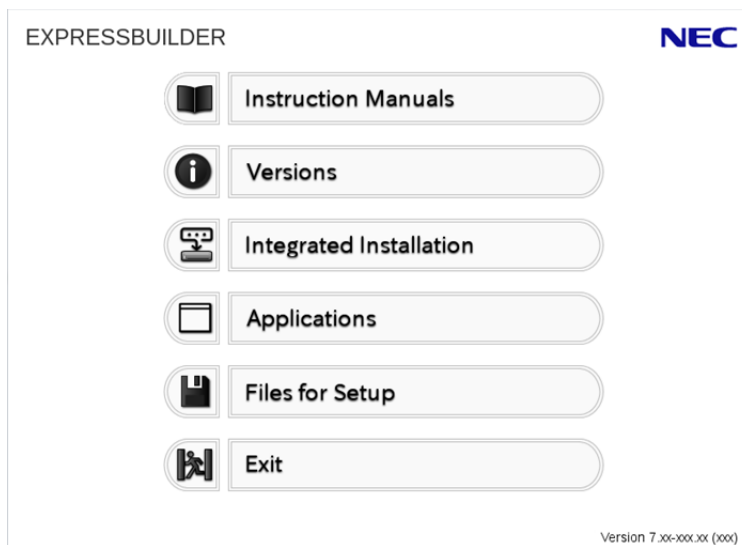 EXPRESSBUILDER
NEC
Instruction Manuals
Versions
Integrated Installation
Applications
Files for Setup
Exit
Version 7.xx-xxx.xx (xxx)